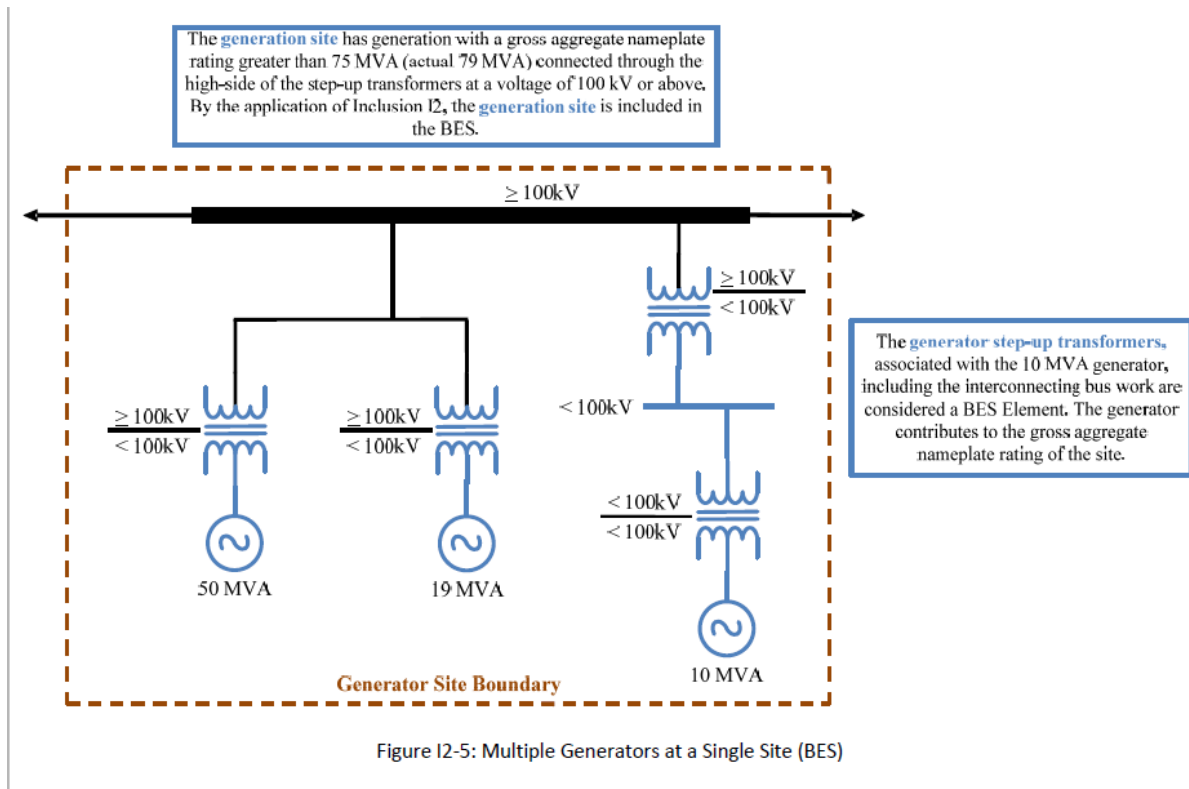 The generation site has generation with a gross aggregate nameplate
rating greater than 75 MVA (actual 79 MVA) connected through the
high-side of the step-up transformers at a voltage of 100 kV or above.
By the application of Inclusion I2, the generation site is included in
the BES.
≥ 100kV
≥ 100kV
< 100kV
The generator step-up transformers,
associated with the 10 MVA generator,
including the interconnecting bus work are
considered a BES Element. The generator
contributes to the gross aggregate
nameplate rating of the site.
< 100kV
≥ 100kV
< 100kV
≥ 100kV
< 100kV
< 100kV
< 100kV
50 MVA
19 MVA
10 MVA
Generator Site Boundary
Figure I2-5: Multiple Generators at a Single Site (BES)